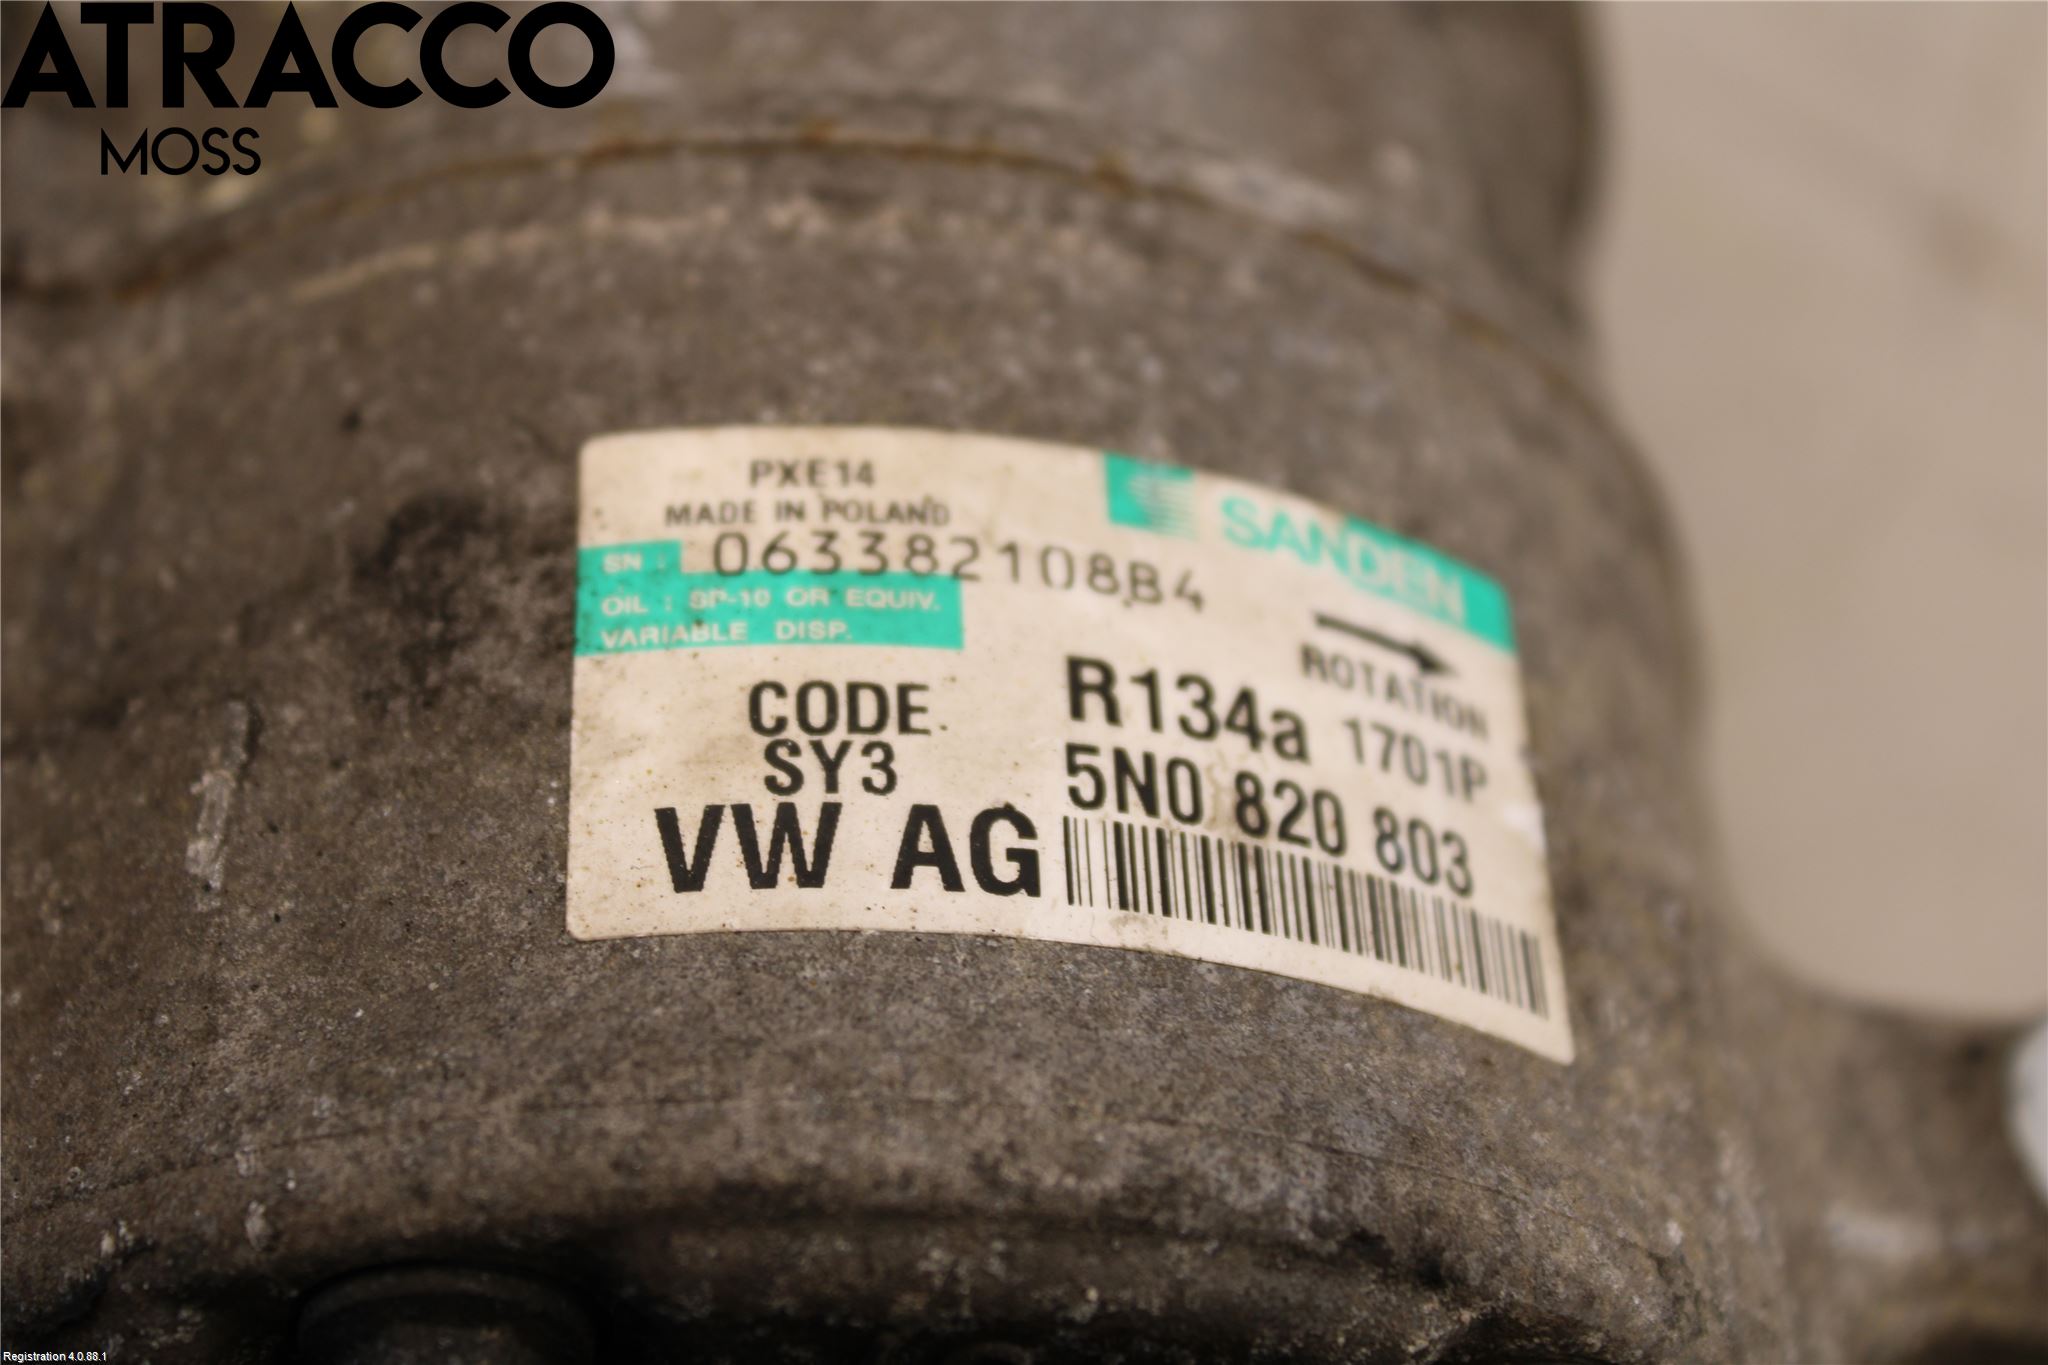 ATRACCO
MOSS
PXE14
MADE IN POLAND
SANDEN
SN : 063382108B4
OIL : SP-10 OR EQUIV.
VARIABLE DISP.
ROTATION
CODE
SY3
R134a 1701P
5N0 820 803
VW AG
Registration 4.0.88.1